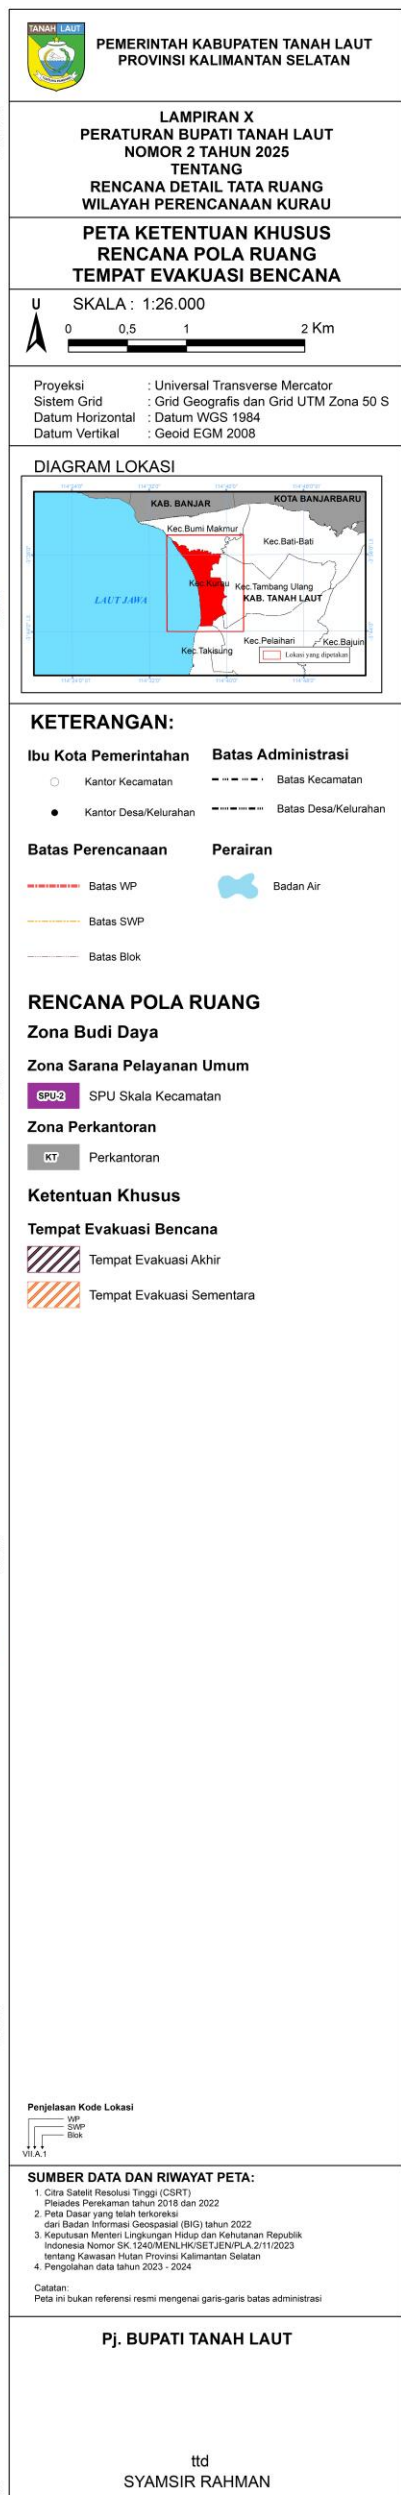 TANAH LAUT
PEMERINTAH KABUPATEN TANAH LAUT
PROVINSI KALIMANTAN SELATAN
LAMPIRAN X
PERATURAN BUPATI TANAH LAUT
NOMOR 2 TAHUN 2025
TENTANG
RENCANA DETAIL TATA RUANG
WILAYAH PERENCANAAN KURAU
PETA KETENTUAN KHUSUS
RENCANA POLA RUANG
TEMPAT EVAKUASI BENCANA
U
SKALA : 1:26.000
0 0,5 1 2 Km
Proyeksi : Universal Transverse Mercator
Sistem Grid : Grid Geografis dan Grid UTM Zona 50 S
Datum Horizontal : Datum WGS 1984
Datum Vertikal : Geoid EGM 2008
DIAGRAM LOKASI
KAB. BANJAR
KOTA BANJARBARU
Kec.Bumi Makmur
Kec.Bati-Bati
Kec.Kurau
Kec.Tambang Ulang
LAUT JAWA
KAB. TANAH LAUT
Kec.Takisung
Kec.Pelaihari
Kec.Bajuin
Lokasi yang dipetakan
KETERANGAN:
Ibu Kota Pemerintahan
Kantor Kecamatan
Kantor Desa/Kelurahan
Batas Administrasi
Batas Kecamatan
Batas Desa/Kelurahan
Batas Perencanaan
Batas WP
Batas SWP
Batas Blok
Perairan
Badan Air
RENCANA POLA RUANG
Zona Budi Daya
Zona Sarana Pelayanan Umum
SPU-2 SPU Skala Kecamatan
Zona Perkantoran
KT Perkantoran
Ketentuan Khusus
Tempat Evakuasi Bencana
Tempat Evakuasi Akhir
Tempat Evakuasi Sementara
Penjelasan Kode Lokasi
WP
SWP
Blok
VII.A.1
SUMBER DATA DAN RIWAYAT PETA:
1. Citra Satelit Resolusi Tinggi (CSRT)
Pleiades Perekaman tahun 2018 dan 2022
2. Peta Dasar yang telah terkoreksi
dari Badan Informasi Geospasial (BIG) tahun 2022
3. Keputusan Menteri Lingkungan Hidup dan Kehutanan Republik
Indonesia Nomor SK.1240/MENLHK/SETJEN/PLA.2/11/2023
tentang Kawasan Hutan Provinsi Kalimantan Selatan
4. Pengolahan data tahun 2023 - 2024
Catatan:
Peta ini bukan referensi resmi mengenai garis-garis batas administrasi
Pj. BUPATI TANAH LAUT
ttd
SYAMSIR RAHMAN